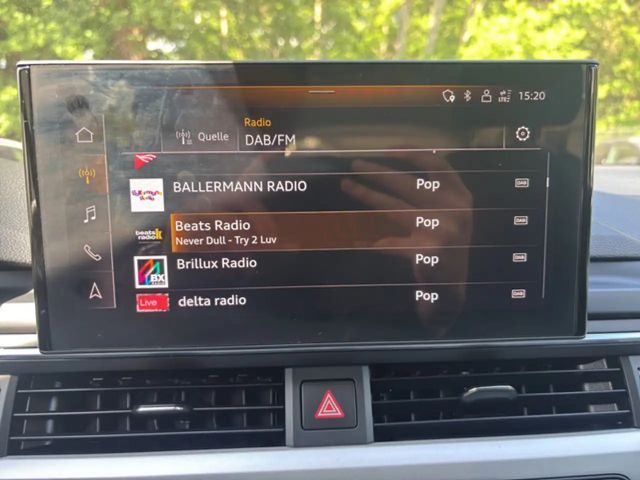 15:20
Radio
Quelle
DAB/FM
BALLERMANN RADIO Pop DAB
Beats Radio Pop DAB
Never Dull - Try 2 Luv
Brillux Radio Pop DAB
Live delta radio Pop DAB